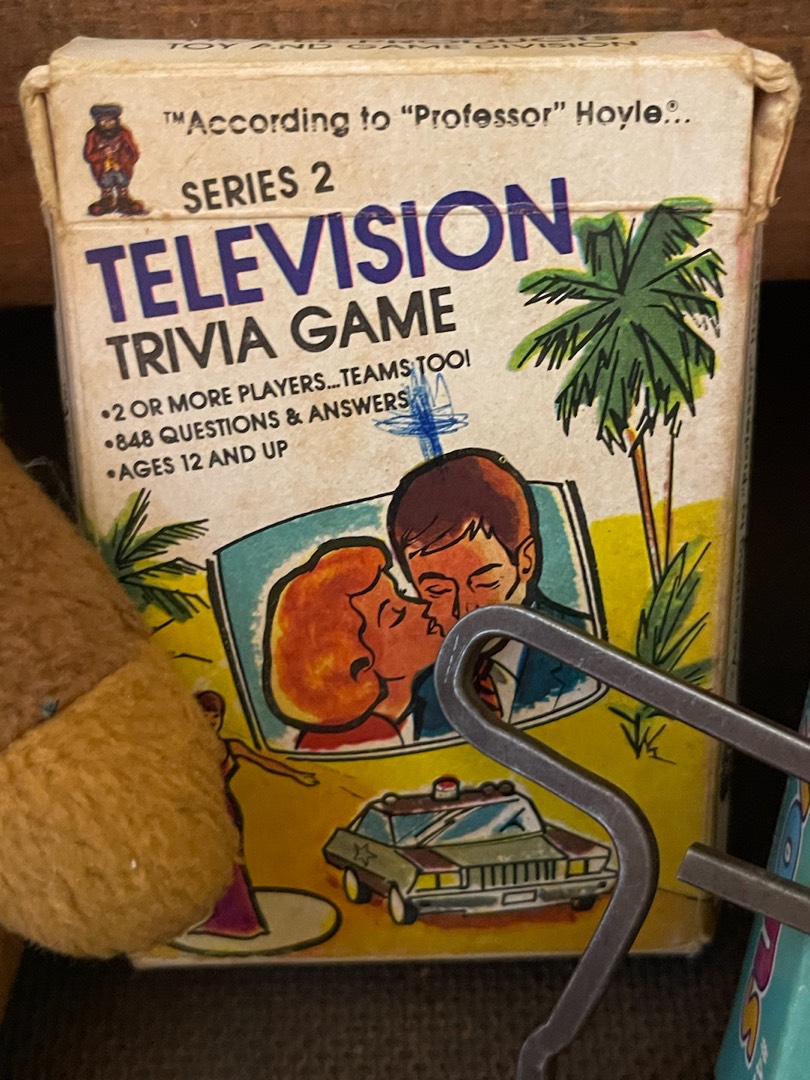 TOY AND GAME DIVISION
™According to "Professor" Hoyle®...
SERIES 2
TELEVISION
TRIVIA GAME
•2 OR MORE PLAYERS...TEAMS TOO!
•848 QUESTIONS & ANSWERS
•AGES 12 AND UP